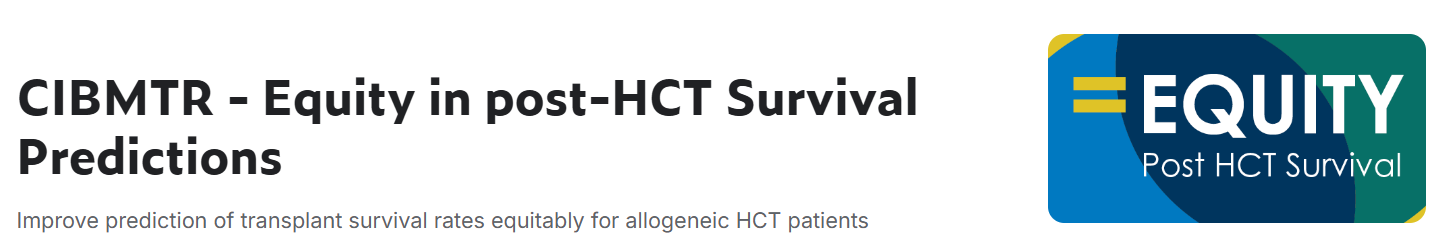 CIBMTR - Equity in post-HCT Survival
Predictions
Improve prediction of transplant survival rates equitably for allogeneic HCT patients
= EQUITY
Post HCT Survival